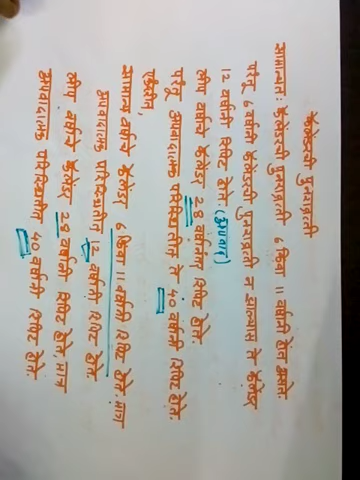 कॅलेंडरची पुनरावृत्ती
सामान्यतः कॅलेंडरची पुनरावृत्ती 6 किंवा 11 वर्षांनी होत असते.
परंतु 6 वर्षांनी कॅलेंडरची पुनरावृत्ती न झाल्यास ते कॅलेंडर
12 वर्षांनी रिपीट होते. (अपवाद)
लीप वर्षाचे कॅलेंडर 28 वर्षानंतर रिपीट होते.
परंतु अपवादात्मक परिस्थितीत ते 40 वर्षांनी रिपीट होते
एकंदरीत,
सामान्य वर्षाचे कॅलेंडर 6 किंवा 11 वर्षांनी रिपीट होते, मात्र
अपवादात्मक परिस्थितीत वर्षांनी रिपीट होते
लीप वर्षाचे कॅलेंडर 28 वर्षांनी रिपीट होते, मात्र
अपवादात्मक परिस्थितीत 40 वर्षांनी रिपीट होते.